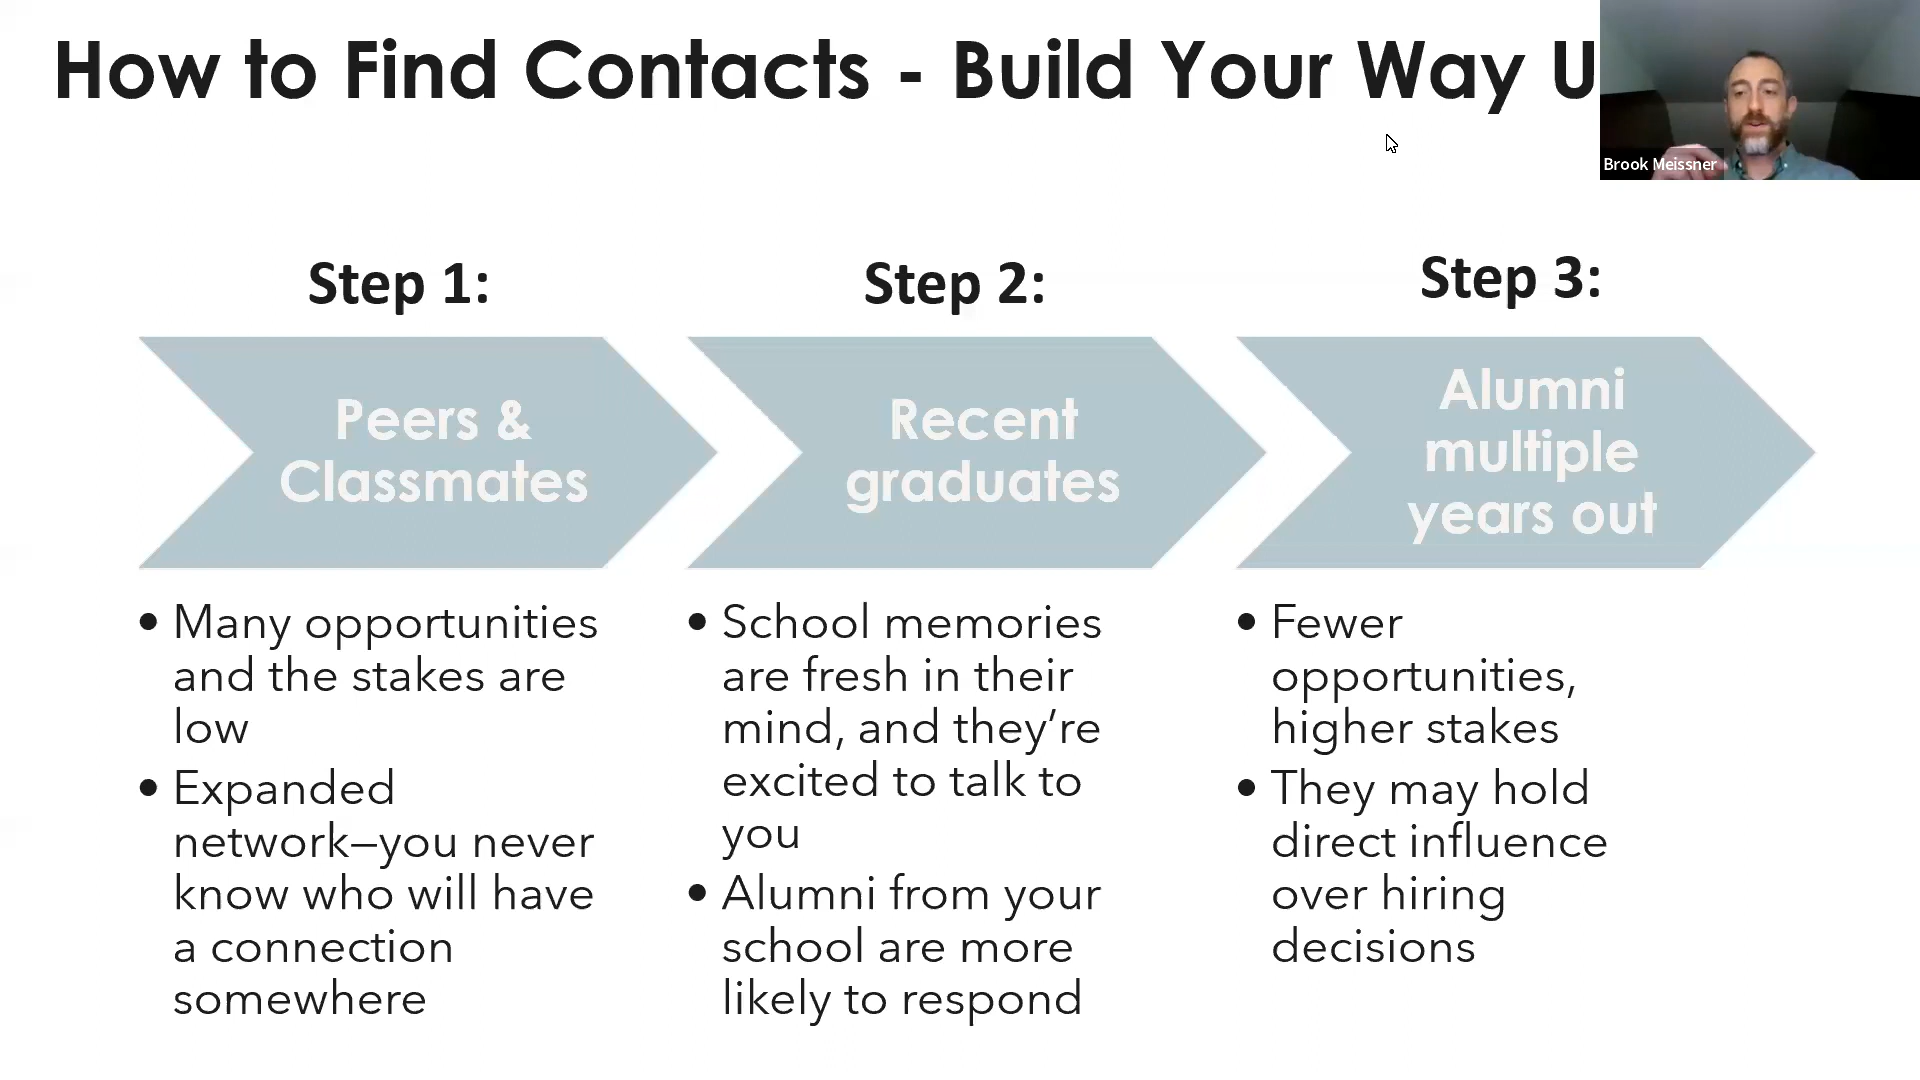 How to Find Contacts - Build Your Way U
Brook Meissner
Step 1:
Peers &
Classmates
• Many opportunities
and the stakes are
low
• Expanded
network–you never
know who will have
a connection
somewhere
Step 2:
Recent
graduates
• School memories
are fresh in their
mind, and they’re
excited to talk to
you
• Alumni from your
school are more
likely to respond
Step 3:
Alumni
multiple
years out
• Fewer
opportunities,
higher stakes
• They may hold
direct influence
over hiring
decisions